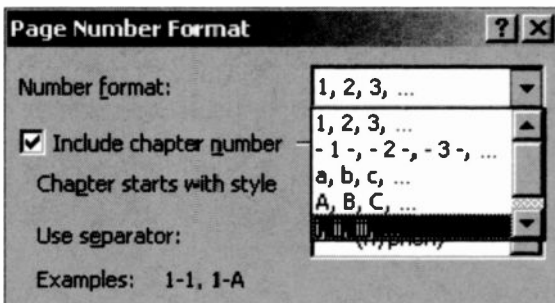 Page Number Format
Number format: 1, 2, 3, ...
1, 2, 3, ...
Include chapter number - 1 -, - 2 -, - 3 -, ...
a, b, c, ...
Chapter starts with style
A, B, C, ...
i, ii, iii,
Use separator: (hyphen)
Examples: 1-1, 1-A